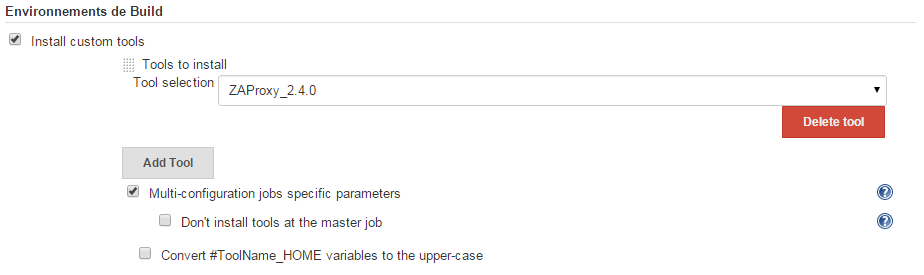 Environnements de Build
Install custom tools
Tools to install
Tool selection
ZAProxy_2.4.0
Delete tool
Add Tool
Multi-configuration jobs specific parameters
?
Don't install tools at the master job
?
Convert #ToolName_HOME variables to the upper-case